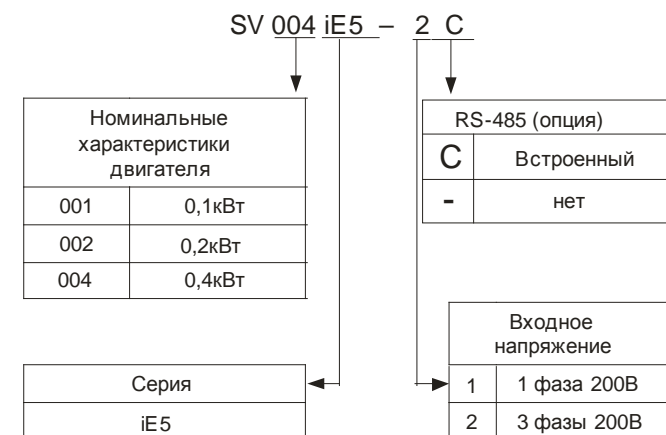 SV 004 iE5 – 2 C
Номинальные
характеристики
двигателя
001 0,1кВт
002 0,2кВт
004 0,4кВт
RS-485 (опция)
C Встроенный
- нет
Серия
iE5
Входное
напряжение
1 1 фаза 200В
2 3 фазы 200В